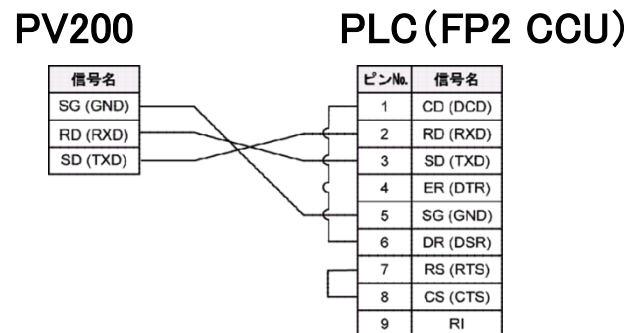 PV200
PLC(FP2 CCU)
信号名
SG (GND)
RD (RXD)
SD (TXD)
ピンNo. 信号名
1 CD (DCD)
2 RD (RXD)
3 SD (TXD)
4 ER (DTR)
5 SG (GND)
6 DR (DSR)
7 RS (RTS)
8 CS (CTS)
9 RI